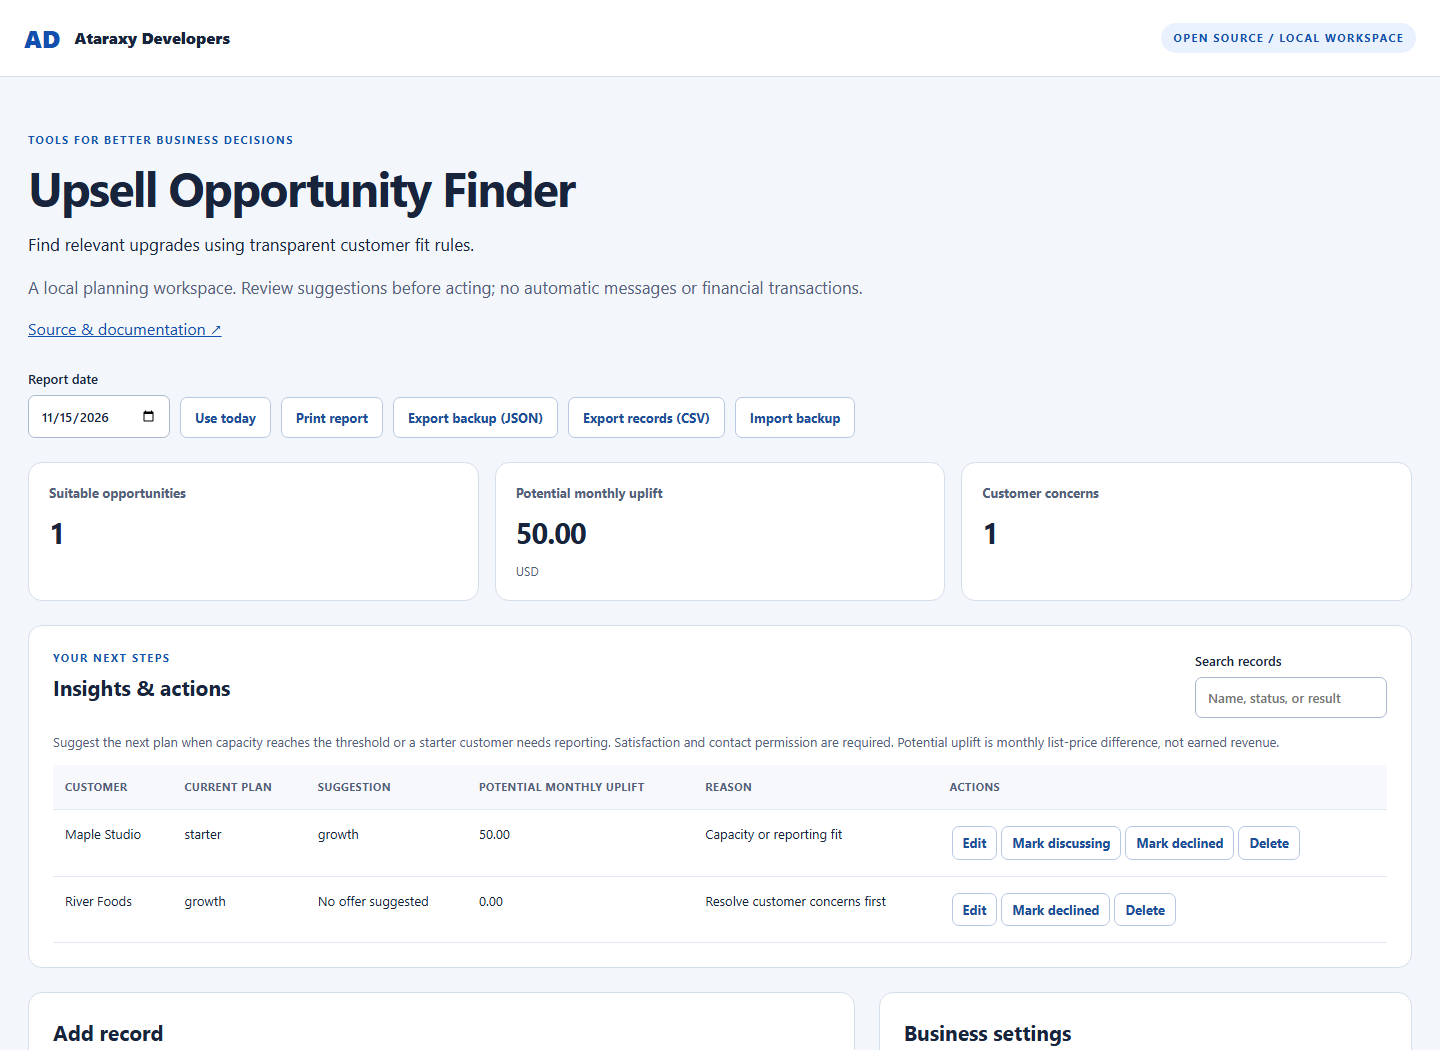 AD Ataraxy Developers
OPEN SOURCE / LOCAL WORKSPACE
TOOLS FOR BETTER BUSINESS DECISIONS
Upsell Opportunity Finder
Find relevant upgrades using transparent customer fit rules.
A local planning workspace. Review suggestions before acting; no automatic messages or financial transactions.
Source & documentation ↗
Report date
11/15/2026
Use today
Print report
Export backup (JSON)
Export records (CSV)
Import backup
Suitable opportunities
1
Potential monthly uplift
50.00
USD
Customer concerns
1
YOUR NEXT STEPS
Insights & actions
Search records
Name, status, or result
Suggest the next plan when capacity reaches the threshold or a starter customer needs reporting. Satisfaction and contact permission are required. Potential uplift is monthly list-price difference, not earned revenue.
CUSTOMER CURRENT PLAN SUGGESTION POTENTIAL MONTHLY UPLIFT REASON ACTIONS
Maple Studio starter growth 50.00 Capacity or reporting fit Edit Mark discussing Mark declined Delete
River Foods growth No offer suggested 0.00 Resolve customer concerns first Edit Mark declined Delete
Add record
Business settings